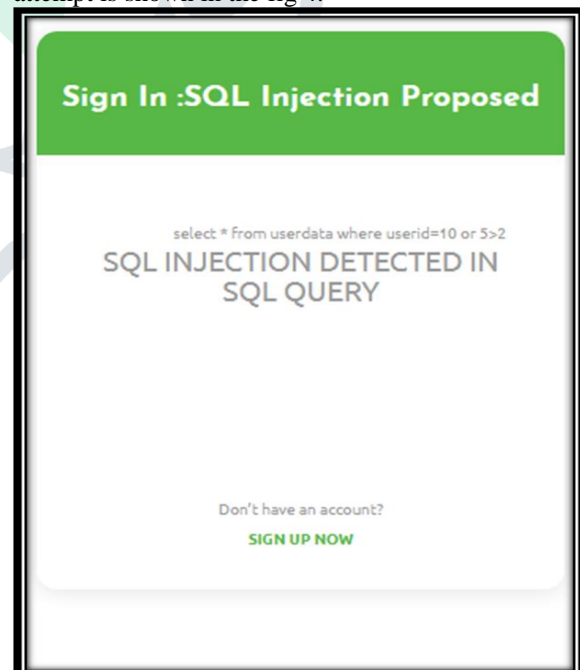 attempt is shown in the fig 4.
Sign In :SQL Injection Proposed
select * from userdata where userid=10 or 5>2
SQL INJECTION DETECTED IN
SQL QUERY
Don't have an account?
SIGN UP NOW